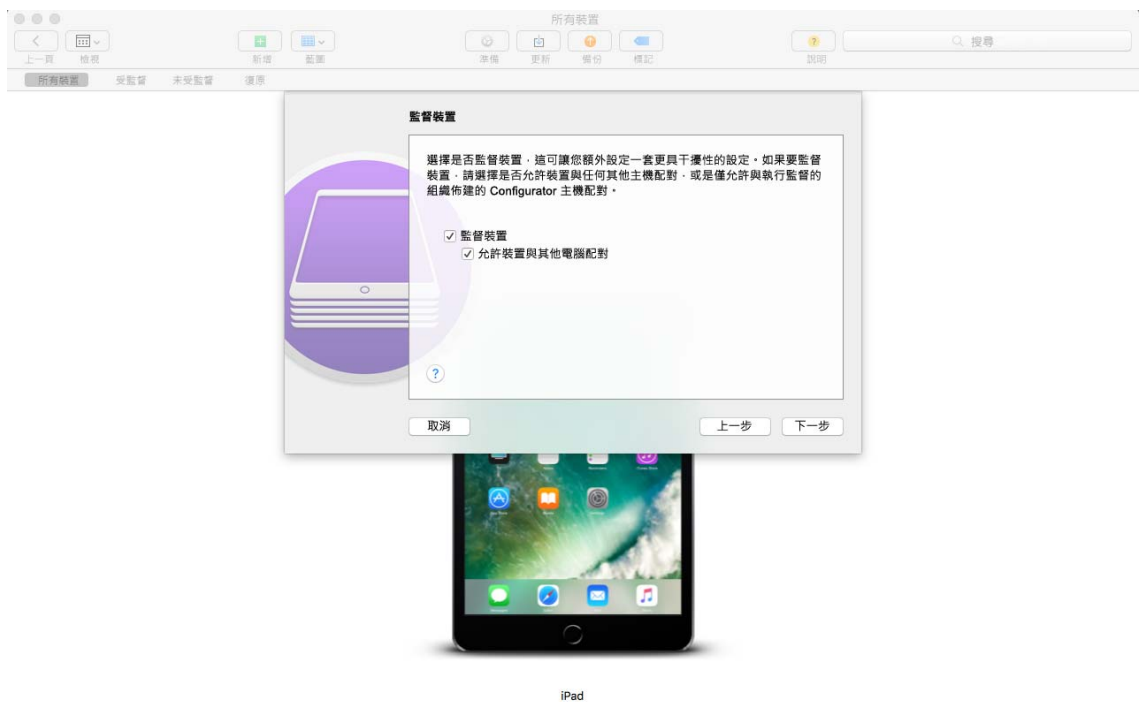 所有裝置
上一頁 檢視 新增 藍圖 準備 更新 備份 標記 說明 搜尋
所有裝置 受監督 未受監督 復原
監督裝置
選擇是否監督裝置，這可讓您額外設定一套更具干擾性的設定。如果要監督
裝置，請選擇是否允許裝置與任何其他主機配對，或是僅允許與執行監督的
組織佈建的 Configurator 主機配對。
監督裝置
允許裝置與其他電腦配對
?
取消 上一步 下一步
iPad